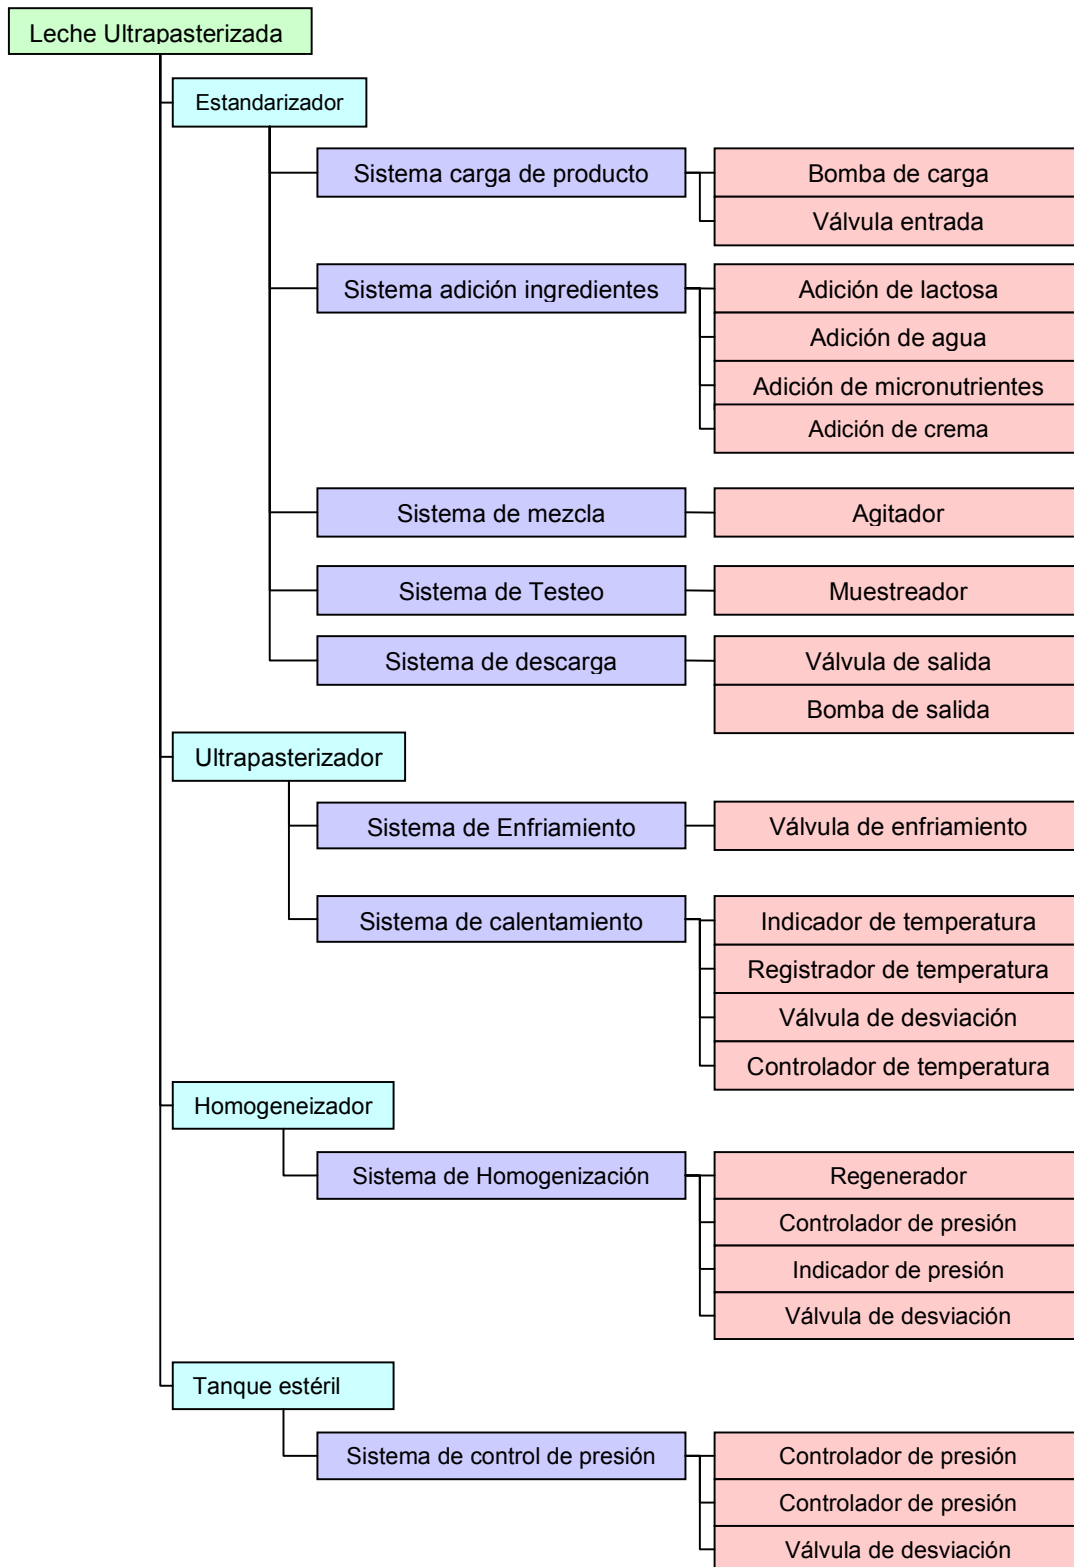 Leche Ultrapasterizada
Estandarizador
Sistema carga de producto
Bomba de carga
Válvula entrada
Sistema adición ingredientes
Adición de lactosa
Adición de agua
Adición de micronutrientes
Adición de crema
Sistema de mezcla
Agitador
Sistema de Testeo
Muestreador
Sistema de descarga
Válvula de salida
Bomba de salida
Ultrapasterizador
Sistema de Enfriamiento
Válvula de enfriamiento
Sistema de calentamiento
Indicador de temperatura
Registrador de temperatura
Válvula de desviación
Controlador de temperatura
Homogeneizador
Sistema de Homogenización
Regenerador
Controlador de presión
Indicador de presión
Válvula de desviación
Tanque estéril
Sistema de control de presión
Controlador de presión
Controlador de presión
Válvula de desviación